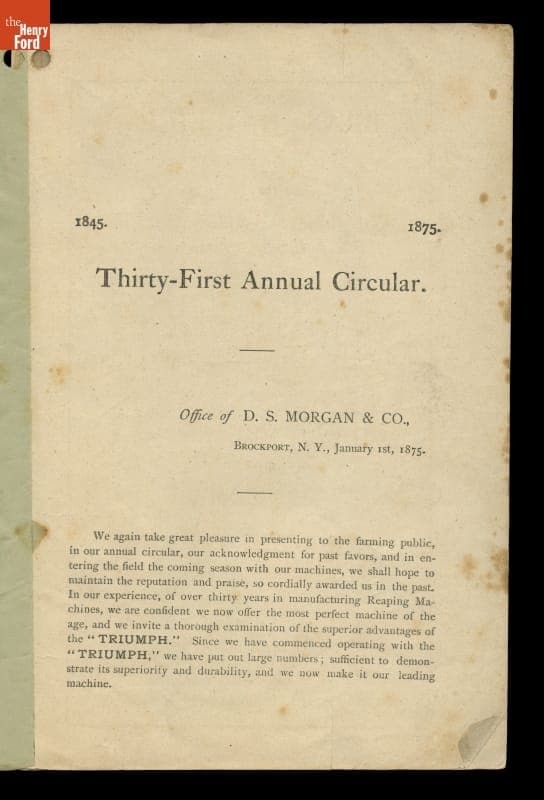 the
Henry
Ford
1845. 1875.
Thirty-First Annual Circular.
Office of D. S. MORGAN & CO.,
BROCKPORT, N. Y., January 1st, 1875.
We again take great pleasure in presenting to the farming public,
in our annual circular, our acknowledgment for past favors, and in en-
tering the field the coming season with our machines, we shall hope to
maintain the reputation and praise, so cordially awarded us in the past.
In our experience, of over thirty years in manufacturing Reaping Ma-
chines, we are confident we now offer the most perfect machine of the
age, and we invite a thorough examination of the superior advantages of
the "TRIUMPH." Since we have commenced operating with the
"TRIUMPH," we have put out large numbers; sufficient to demon-
strate its superiority and durability, and we now make it our leading
machine.